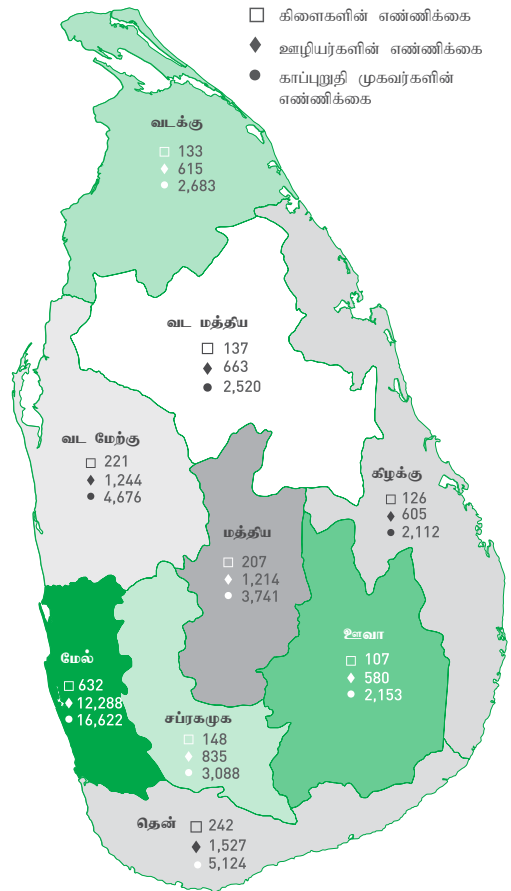 கிளைகளின் எண்ணிக்கை
ஊழியர்களின் எண்ணிக்கை
காப்புறுதி முகவர்களின்
எண்ணிக்கை
வடக்கு
133
615
2,683
வட மத்திய
137
663
2,520
வட மேற்கு
221
1,244
4,676
கிழக்கு
126
605
2,112
மத்திய
207
1,214
3,741
ஊவா
107
580
2,153
மேல்
632
12,288
16,622
சப்ரகமுக
148
835
3,088
தென்
242
1,527
5,124